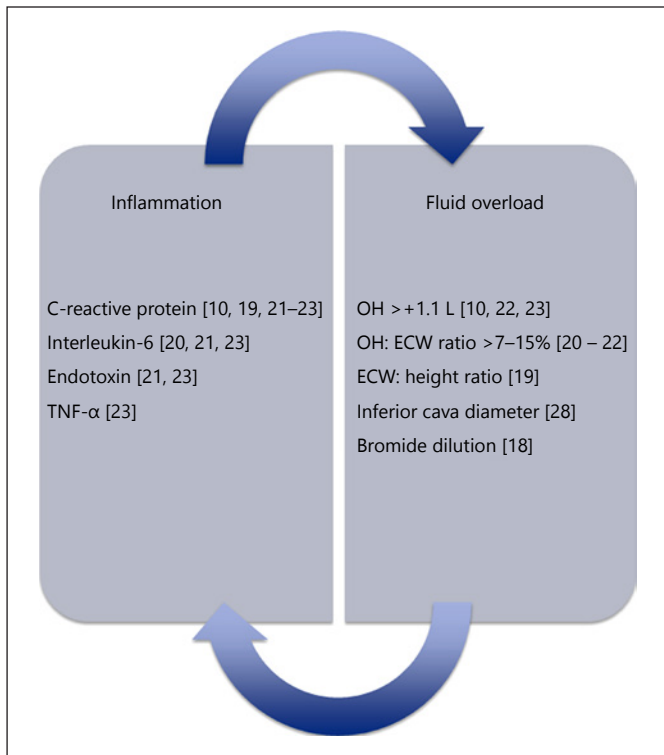 Inflammation
C-reactive protein [10, 19, 21–23]
Interleukin-6 [20, 21, 23]
Endotoxin [21, 23]
TNF-α [23]
Fluid overload
OH >+1.1 L [10, 22, 23]
OH: ECW ratio >7–15% [20 – 22]
ECW: height ratio [19]
Inferior cava diameter [28]
Bromide dilution [18]